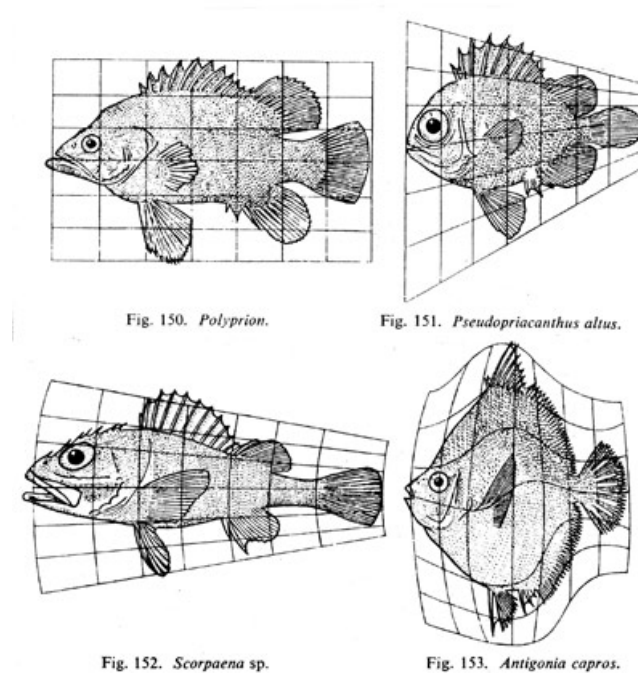 Fig. 150. Polyprion.
Fig. 151. Pseudopriacanthus altus.
Fig. 152. Scorpaena sp.
Fig. 153. Antigonia capros.